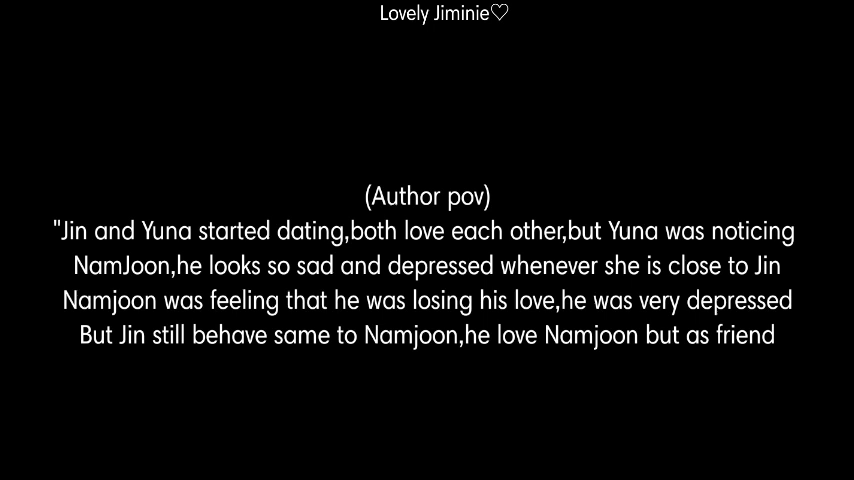 Lovely Jiminie♡
(Author pov)
"Jin and Yuna started dating,both love each other,but Yuna was noticing
NamJoon,he looks so sad and depressed whenever she is close to Jin
Namjoon was feeling that he was losing his love,he was very depressed
But Jin still behave same to Namjoon,he love Namjoon but as friend